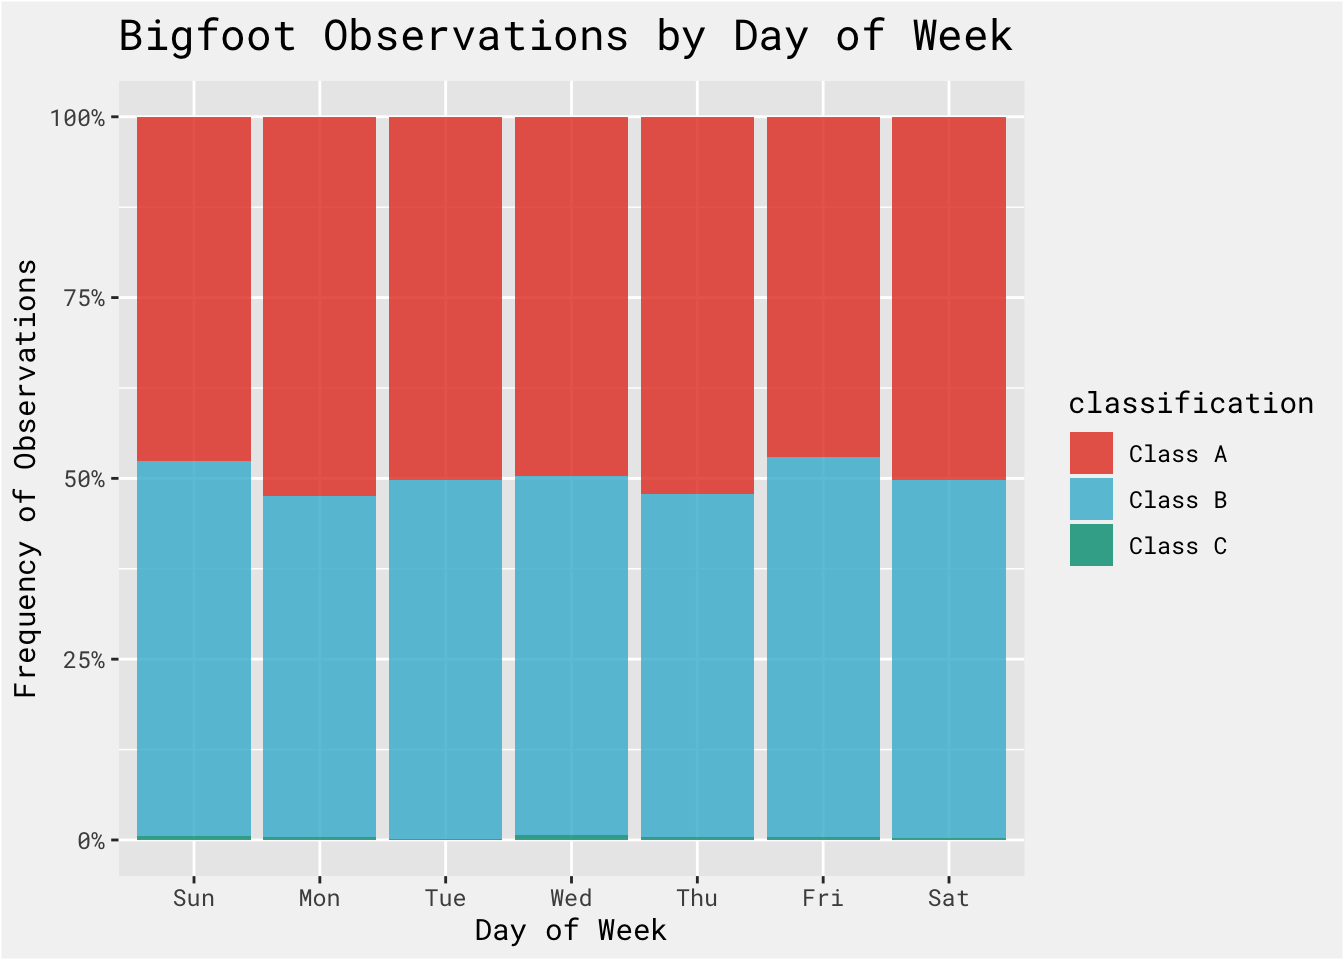 Bigfoot Observations by Day of Week
Frequency of Observations
100%
75%
50%
25%
0%
Sun Mon Tue Wed Thu Fri Sat
Day of Week
classification
Class A
Class B
Class C